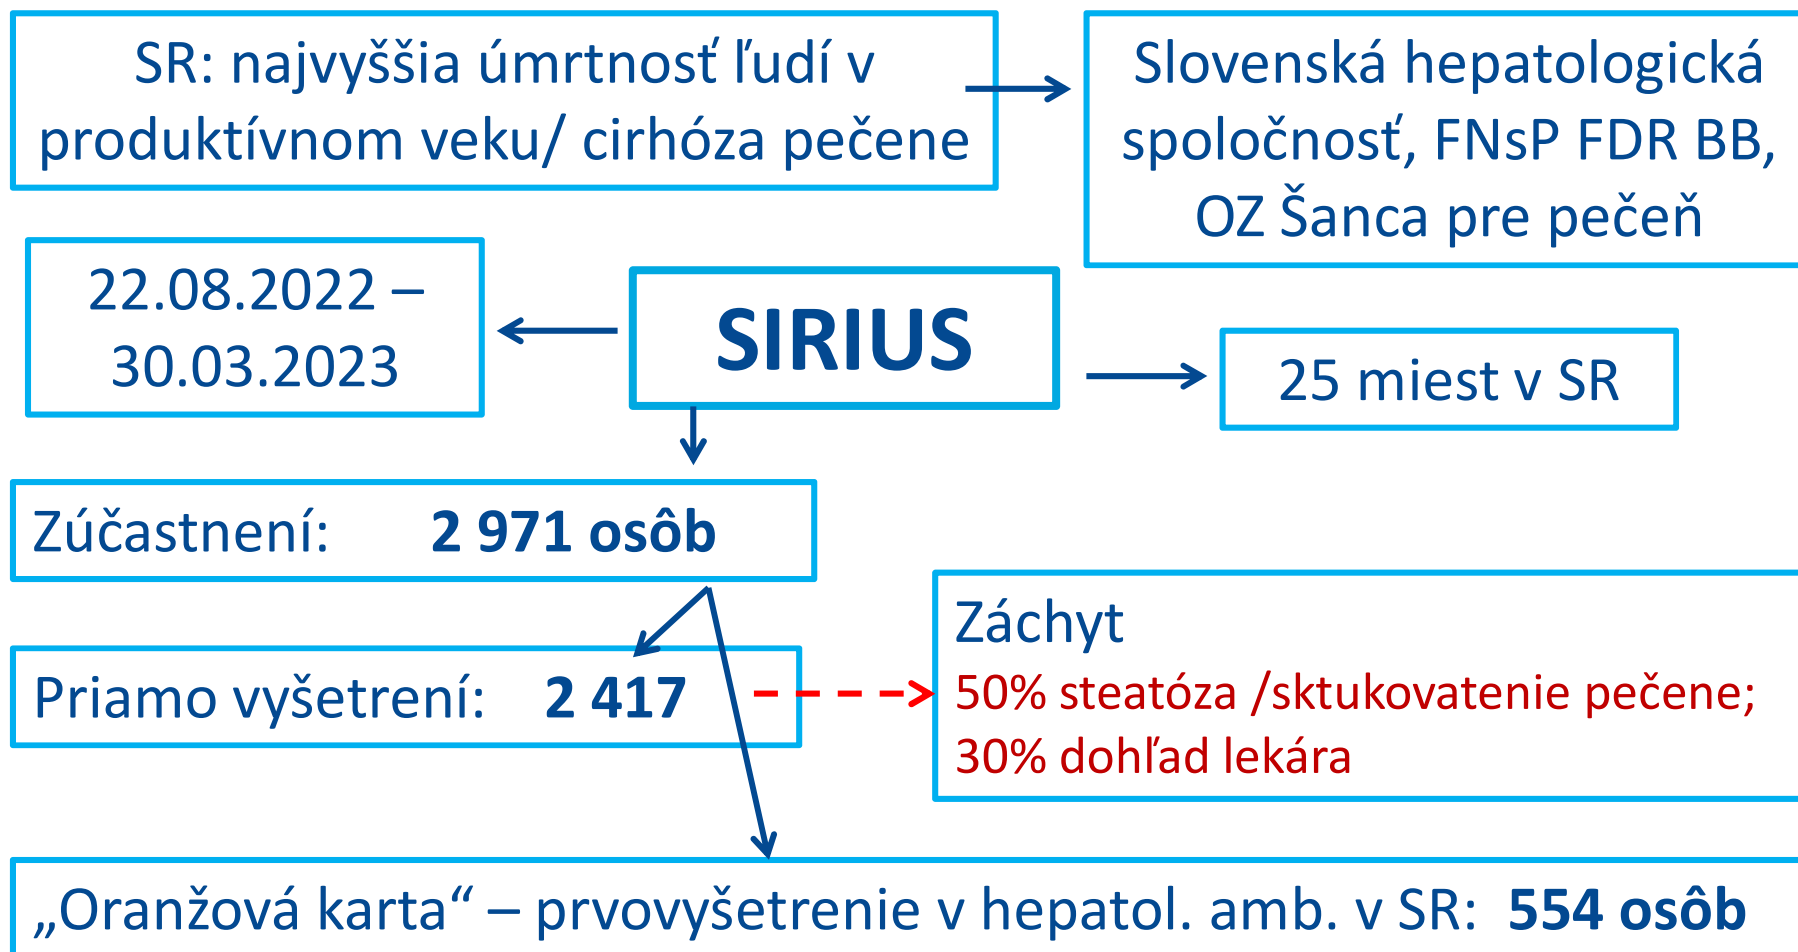 SR: najvyššia úmrtnosť ľudí v
produktívnom veku/ cirhóza pečene
Slovenská hepatologická
spoločnosť, FNsP FDR BB,
OZ Šanca pre pečeň
22.08.2022 –
30.03.2023
SIRIUS
25 miest v SR
Zúčastnení: 2 971 osôb
Priamo vyšetrení: 2 417
Záchyt
50% steatóza /sktukovatenie pečene;
30% dohľad lekára
„Oranžová karta“ – prvovyšetrenie v hepatol. amb. v SR: 554 osôb